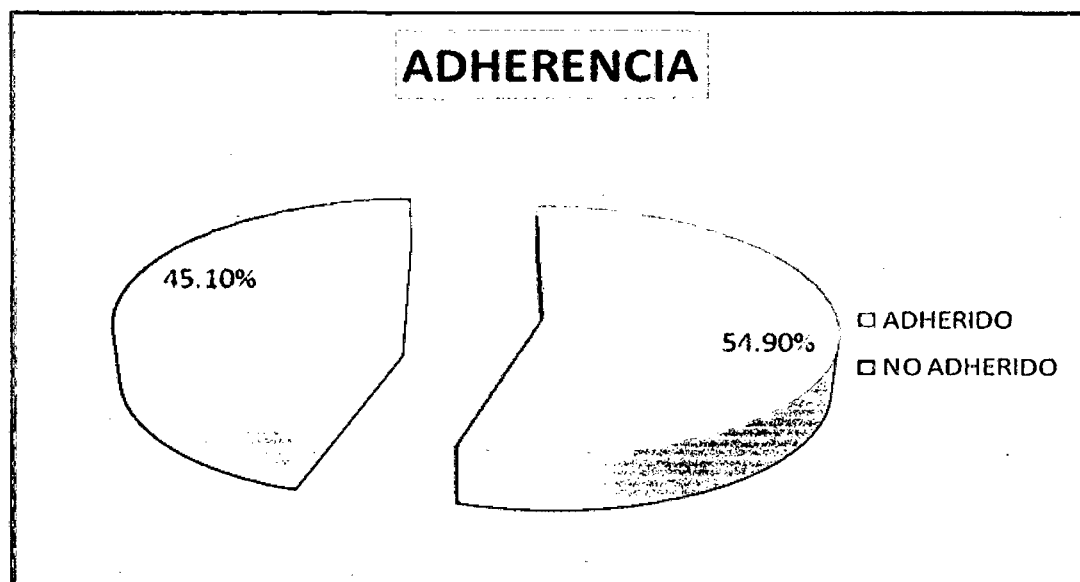 ADHERENCIA
45.10%
54.90%
ADHERIDO
NO ADHERIDO